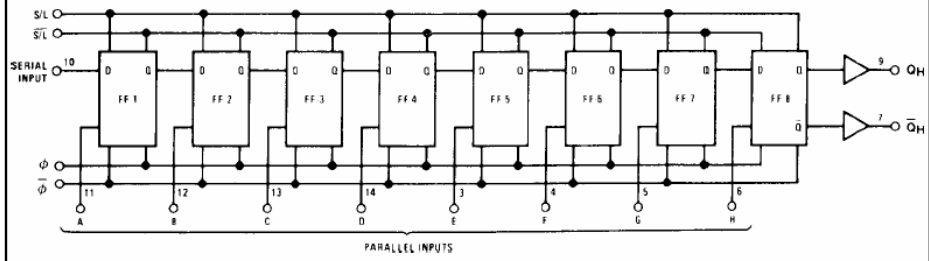 S/L
S/L
SERIAL INPUT 10
D Q D Q D Q D Q D Q D Q D Q D Q
9 QH
FF 1 FF 2 FF 3 FF 4 FF 5 FF 6 FF 7 FF 8
Q 7 QH
ϕ
ϕ
11 12 13 14 3 4 5 6
A B C D E F G H
PARALLEL INPUTS